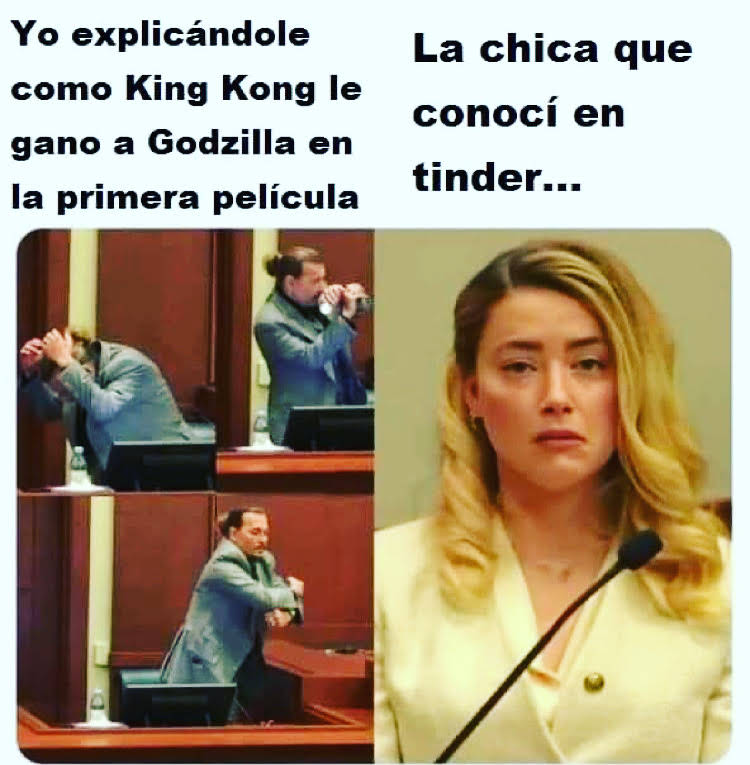 Yo explicándole
como King Kong le
gano a Godzilla en
la primera película
La chica que
conocí en
tinder...